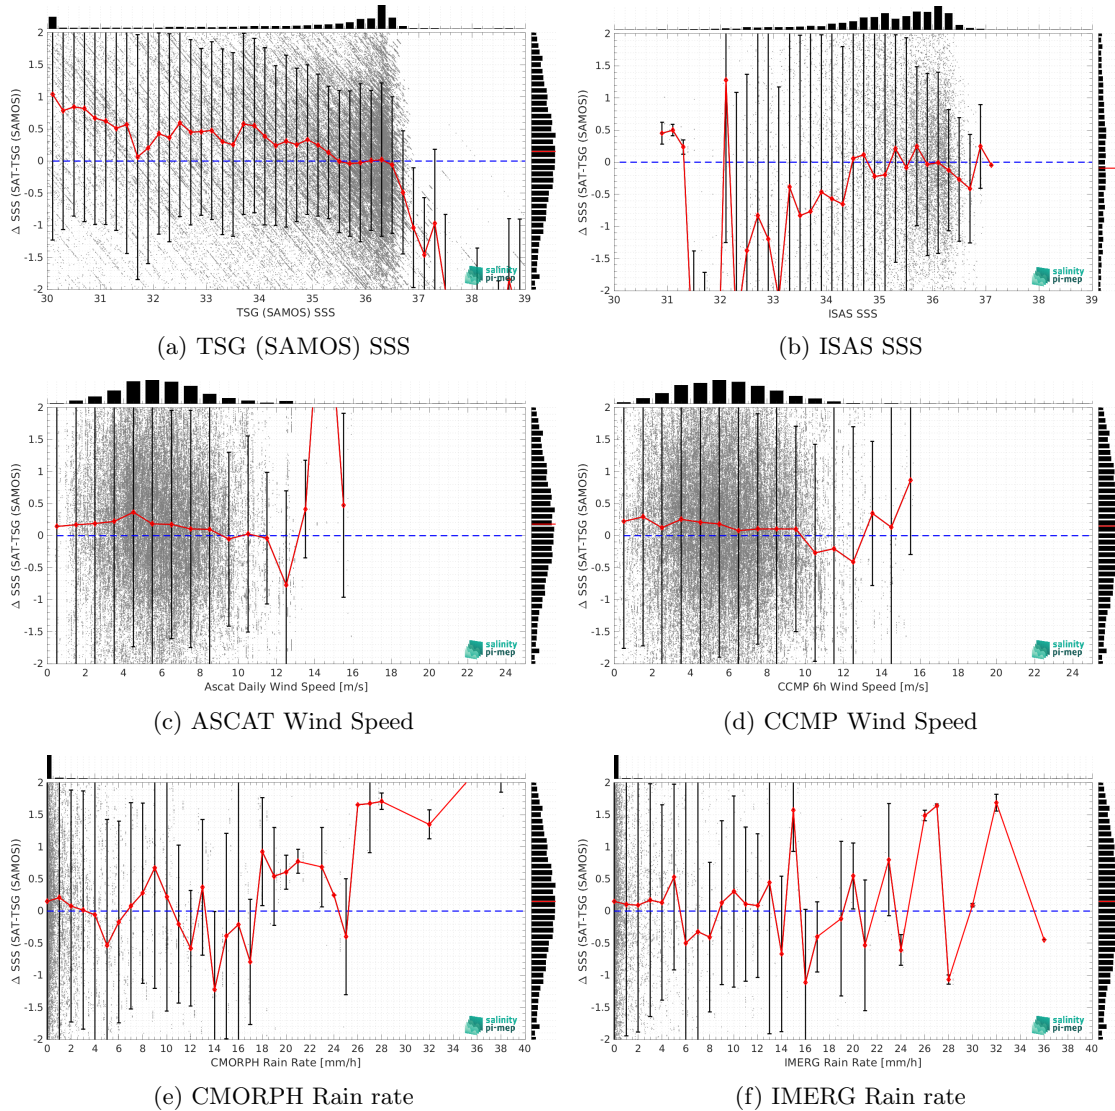 2
1.5
1
0.5
0
-0.5
-1
-1.5
-2
Δ SSS (SAT-TSG (SAMOS))
30 31 32 33 34 35 36 37 38 39
TSG (SAMOS) SSS
salinity
pi-mep
(a) TSG (SAMOS) SSS
2
1.5
1
0.5
0
-0.5
-1
-1.5
-2
Δ SSS (SAT-TSG (SAMOS))
30 31 32 33 34 35 36 37 38 39
ISAS SSS
salinity
pi-mep
(b) ISAS SSS
2
1.5
1
0.5
0
-0.5
-1
-1.5
-2
Δ SSS (SAT-TSG (SAMOS))
0 2 4 6 8 10 12 14 16 18 20 22 24
Ascat Daily Wind Speed [m/s]
salinity
pi-mep
(c) ASCAT Wind Speed
2
1.5
1
0.5
0
-0.5
-1
-1.5
-2
Δ SSS (SAT-TSG (SAMOS))
0 2 4 6 8 10 12 14 16 18 20 22 24
CCMP 6h Wind Speed [m/s]
salinity
pi-mep
(d) CCMP Wind Speed
2
1.5
1
0.5
0
-0.5
-1
-1.5
-2
Δ SSS (SAT-TSG (SAMOS))
0 2 4 6 8 10 12 14 16 18 20 22 24 26 28 30 32 34 36 38 40
CMORPH Rain Rate [mm/h]
salinity
pi-mep
(e) CMORPH Rain rate
2
1.5
1
0.5
0
-0.5
-1
-1.5
-2
Δ SSS (SAT-TSG (SAMOS))
0 2 4 6 8 10 12 14 16 18 20 22 24 26 28 30 32 34 36 38 40
IMERG Rain Rate [mm/h]
salinity
pi-mep
(f) IMERG Rain rate